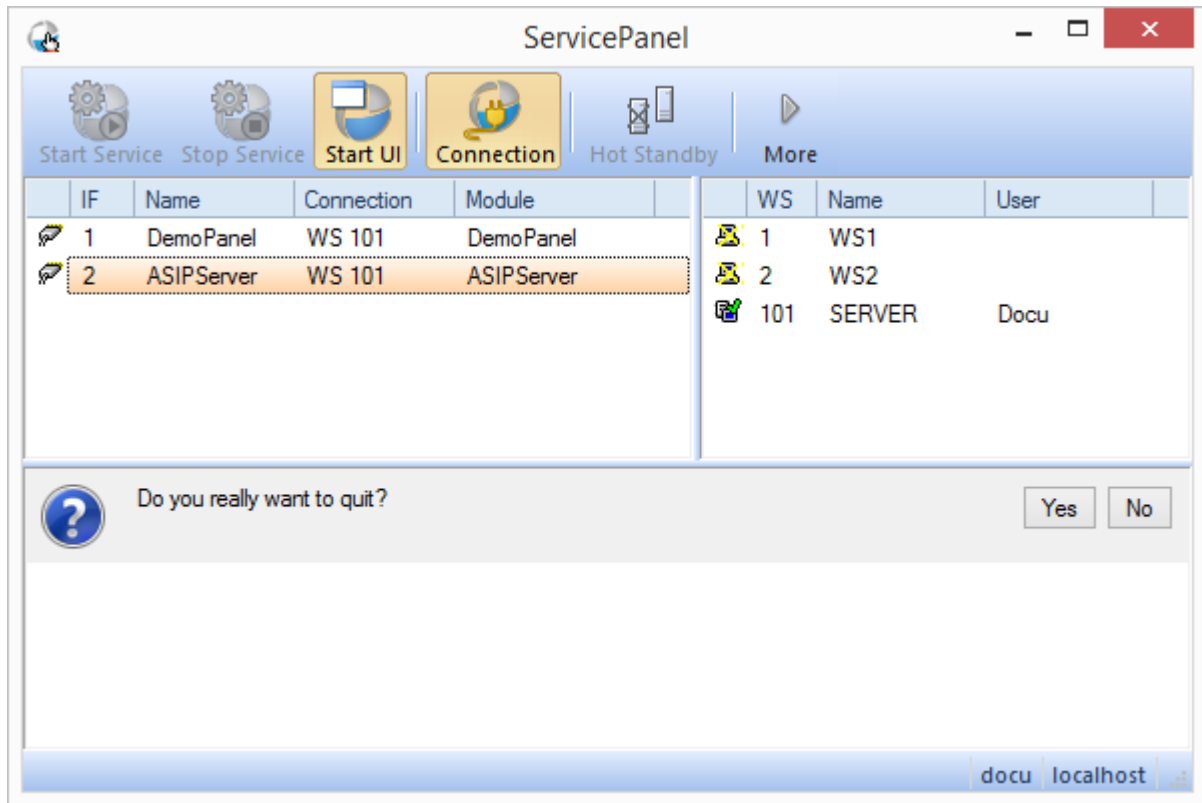 ServicePanel
Start Service Stop Service Start UI Connection Hot Standby More
IF Name Connection Module WS Name User
1 DemoPanel WS 101 DemoPanel 1 WS1
2 ASIPServer WS 101 ASIPServer 2 WS2
101 SERVER Docu
Do you really want to quit? Yes No
docu localhost